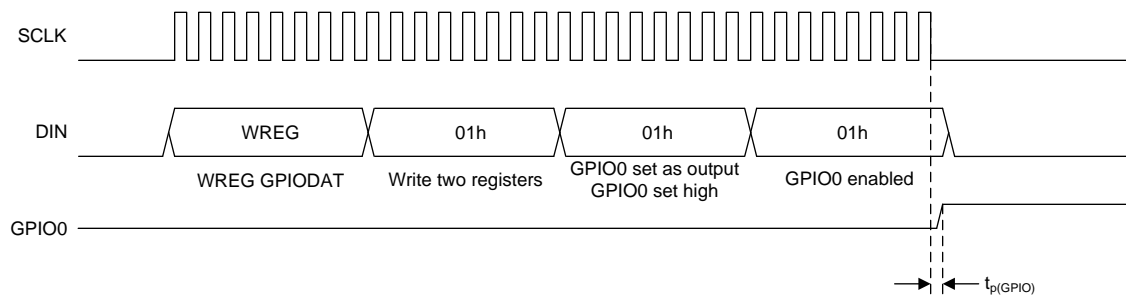 SCLK
DIN
WREG
01h
01h
01h
WREG GPIODAT
Write two registers
GPIO0 set as output
GPIO0 set high
GPIO0 enabled
GPIO0
tp(GPIO)